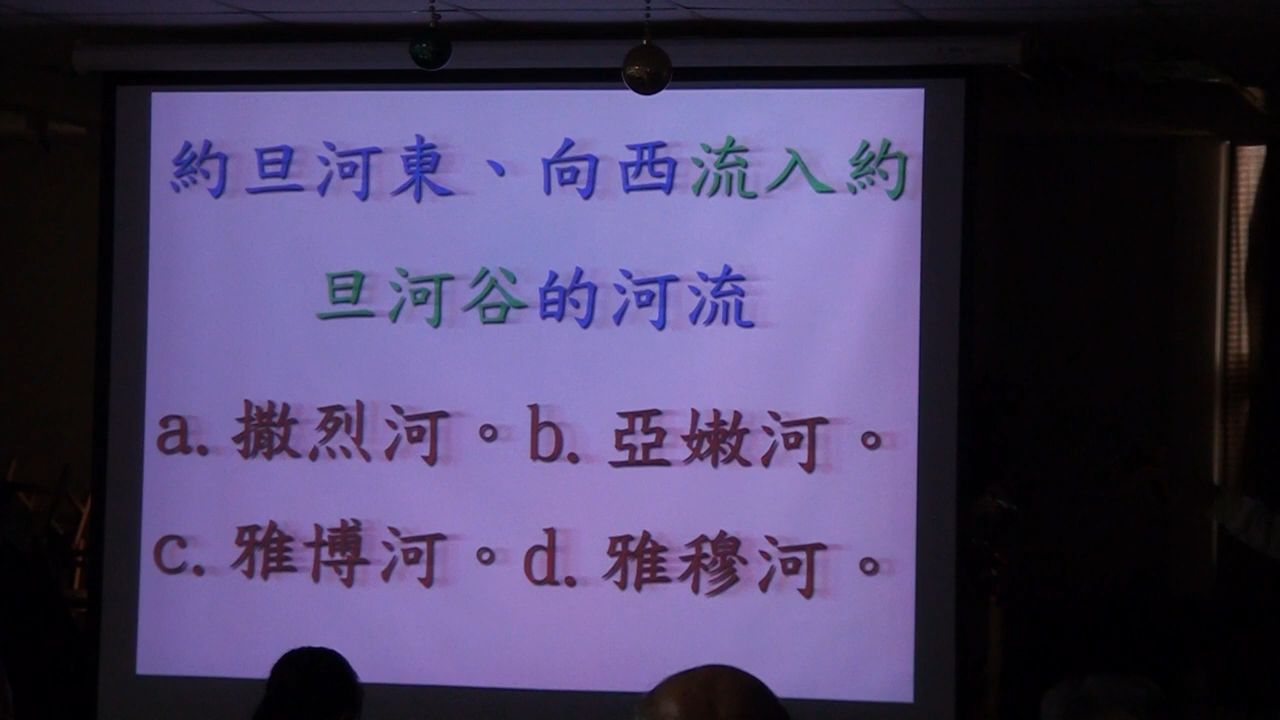 約旦河東、向西流入約
旦河谷的河流
a. 撒烈河。b. 亞嫩河。
c. 雅博河。d. 雅穆河。